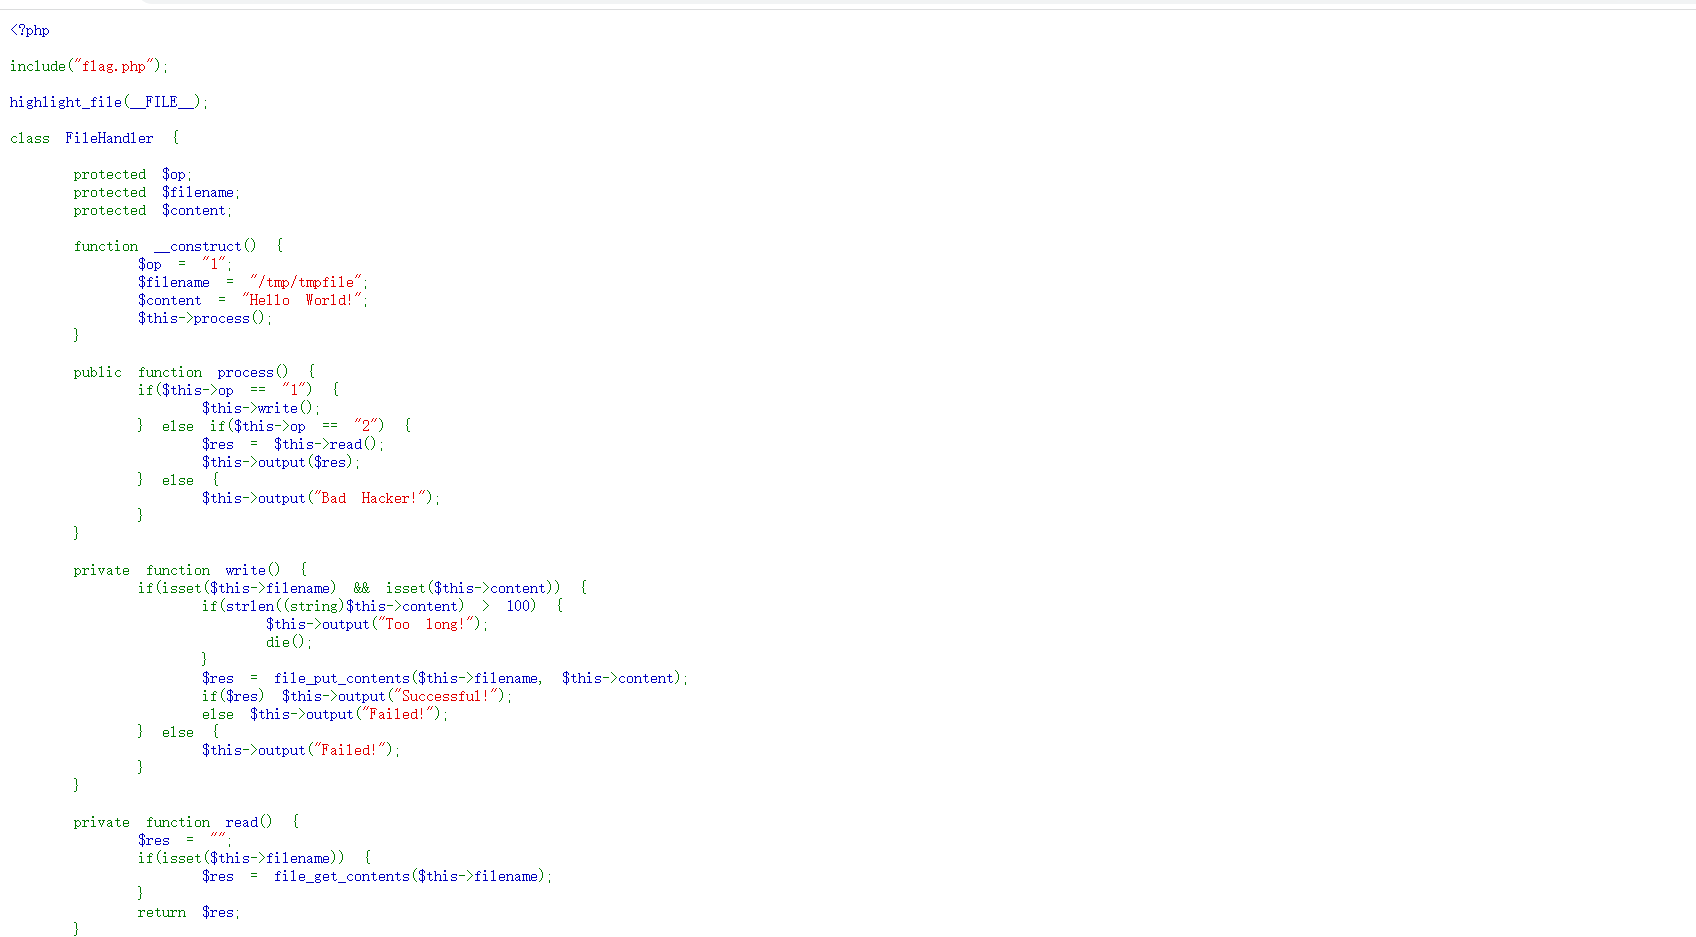 <?php
include("flag.php");
highlight_file(__FILE__);
class FileHandler {
protected $op;
protected $filename;
protected $content;
function __construct() {
$op = "1";
$filename = "/tmp/tmpfile";
$content = "Hello World!";
$this->process();
}
public function process() {
if($this->op == "1") {
$this->write();
} else if($this->op == "2") {
$res = $this->read();
$this->output($res);
} else {
$this->output("Bad Hacker!");
}
}
private function write() {
if(isset($this->filename) && isset($this->content)) {
if(strlen((string)$this->content) > 100) {
$this->output("Too long!");
die();
}
$res = file_put_contents($this->filename, $this->content);
if($res) $this->output("Successful!");
else $this->output("Failed!");
} else {
$this->output("Failed!");
}
}
private function read() {
$res = "";
if(isset($this->filename)) {
$res = file_get_contents($this->filename);
}
return $res;
}